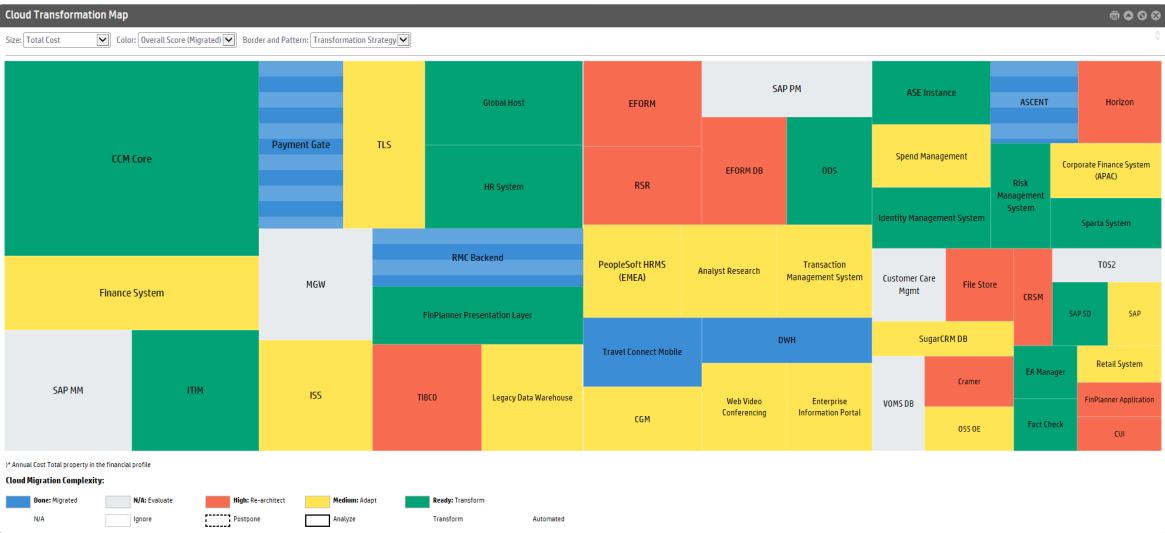 Cloud Transformation Map
Size: Total Cost Color: Overall Score (Migrated) Border and Pattern: Transformation Strategy
CCM Core
Payment Gate
TLS
Global Host
HR System
EFORM
RSR
SAP PM
EFORM DB
ODS
ASE Instance
ASCENT
Horizon
Spend Management
Identity Management System
Risk
Management
System
Corporate Finance System
(APAC)
Sparta System
Finance System
SAP MM
ITIM
MGW
ISS
RMC Backend
FinPlanner Presentation Layer
TIBCO
Legacy Data Warehouse
PeopleSoft HRMS
(EMEA)
Analyst Research
Transaction
Management System
Travel Connect Mobile
DWH
CGM
Web Video
Conferencing
Enterprise
Information Portal
Customer Care
Mgmt
File Store
CRSM
TOS2
SAP SD
SAP
SugarCRM DB
VOMS DB
Cramer
OSS OE
EA Manager
Fact Check
Retail System
FinPlanner Application
CUI
)* Annual Cost Total property in the financial profile
Cloud Migration Complexity:
Done: Migrated N/A: Evaluate High: Re-architect Medium: Adapt Ready: Transform
N/A Ignore Postpone Analyze Transform Automated